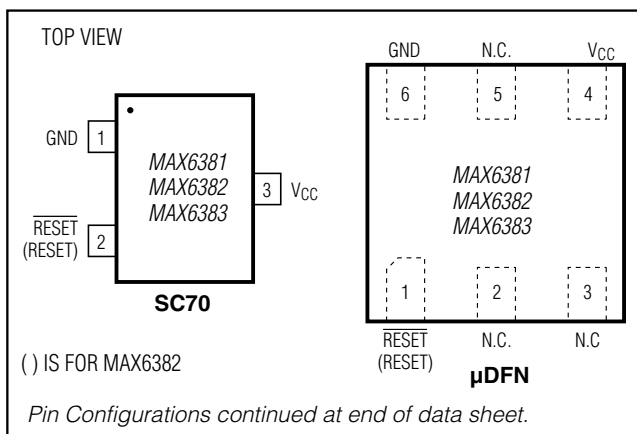 TOP VIEW
GND
1
RESET
(RESET)
2
MAX6381
MAX6382
MAX6383
3
VCC
SC70
( ) IS FOR MAX6382
GND N.C. VCC
6 5 4
MAX6381
MAX6382
MAX6383
1 2 3
RESET
(RESET)
N.C. N.C
µDFN
Pin Configurations continued at end of data sheet.